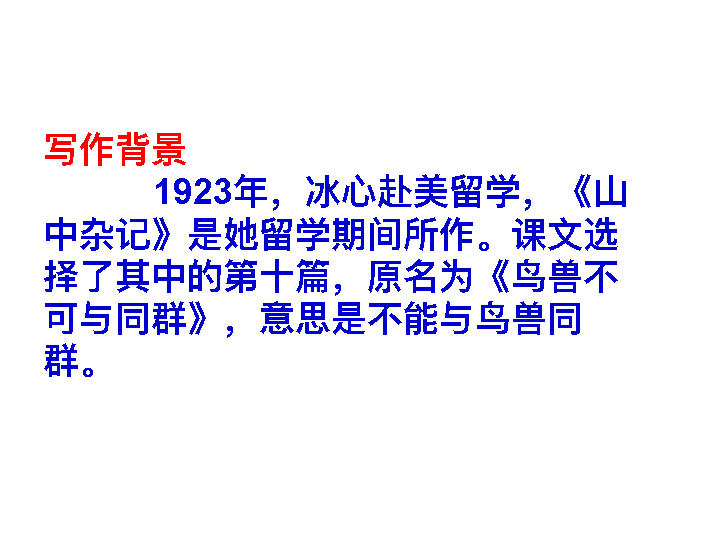 写作背景
1923年，冰心赴美留学，《山
中杂记》是她留学期间所作。课文选
择了其中的第十篇，原名为《鸟兽不
可与同群》，意思是不能与鸟兽同
群。